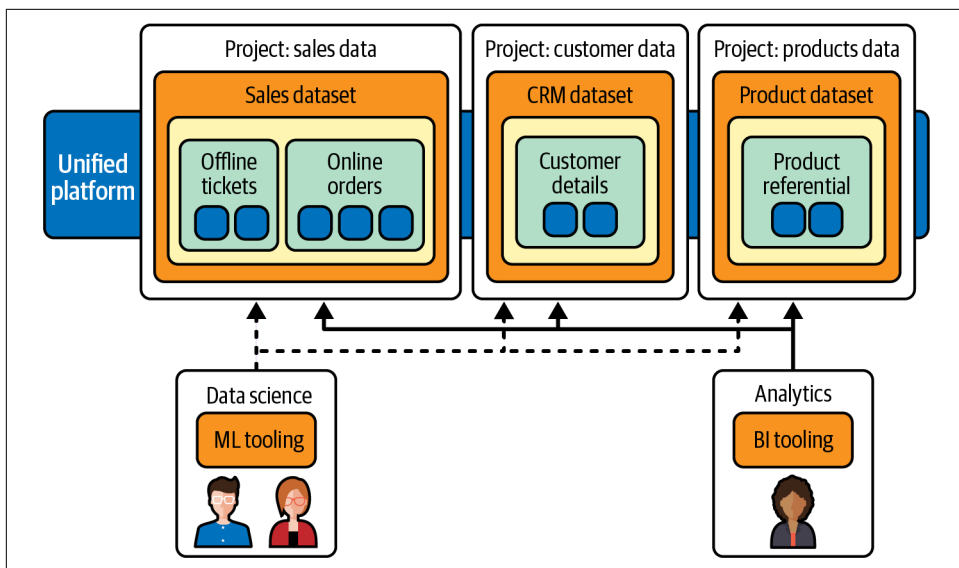 Project: sales data
Project: customer data
Project: products data
Sales dataset
CRM dataset
Product dataset
Unified
platform
Offline
tickets
Online
orders
Customer
details
Product
referential
Data science
ML tooling
Analytics
BI tooling